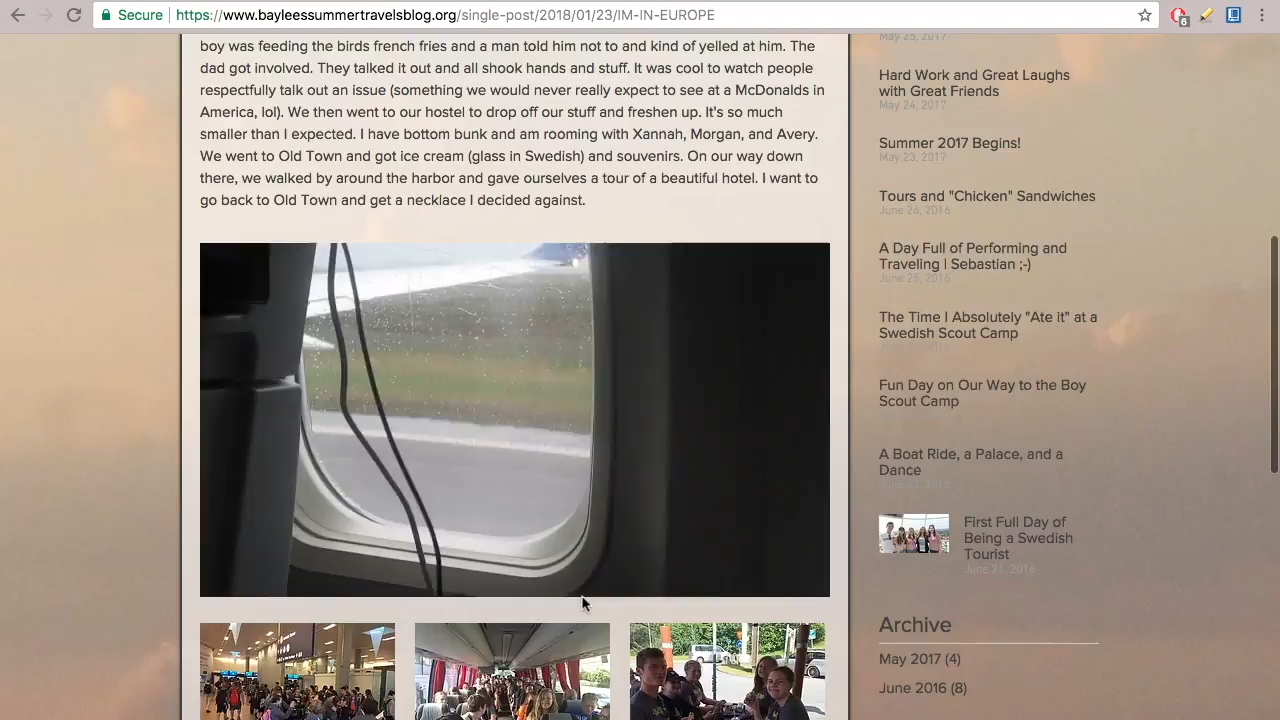 Secure https://www.bayleessummertravelsblog.org/single-post/2018/01/23/IM-IN-EUROPE
6
boy was feeding the birds french fries and a man told him not to and kind of yelled at him. The
dad got involved. They talked it out and all shook hands and stuff. It was cool to watch people
respectfully talk out an issue (something we would never really expect to see at a McDonalds in
America, lol). We then went to our hostel to drop off our stuff and freshen up. It's so much
smaller than I expected. I have bottom bunk and am rooming with Xannah, Morgan, and Avery.
We went to Old Town and got ice cream (glass in Swedish) and souvenirs. On our way down
there, we walked by around the harbor and gave ourselves a tour of a beautiful hotel. I want to
go back to Old Town and get a necklace I decided against.
May 25, 2017
Hard Work and Great Laughs
with Great Friends
May 24, 2017
Summer 2017 Begins!
May 23, 2017
Tours and "Chicken" Sandwiches
June 26, 2016
A Day Full of Performing and
Traveling | Sebastian ;-)
June 25, 2016
The Time I Absolutely "Ate it" at a
Swedish Scout Camp
Fun Day on Our Way to the Boy
Scout Camp
A Boat Ride, a Palace, and a
Dance
First Full Day of
Being a Swedish
Tourist
June 21, 2016
Archive
May 2017 (4)
June 2016 (8)